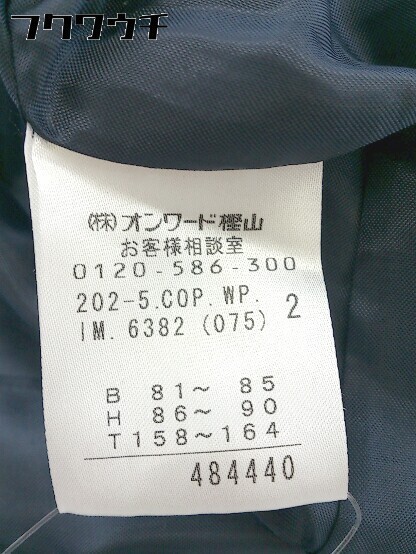 フクワウチ
(株)オンワード樫山
お客様相談室
0120-586-300
202-5.COP.WP. 2
IM. 6382 (075)
B 81～ 85
H 86～ 90
T158～164
484440